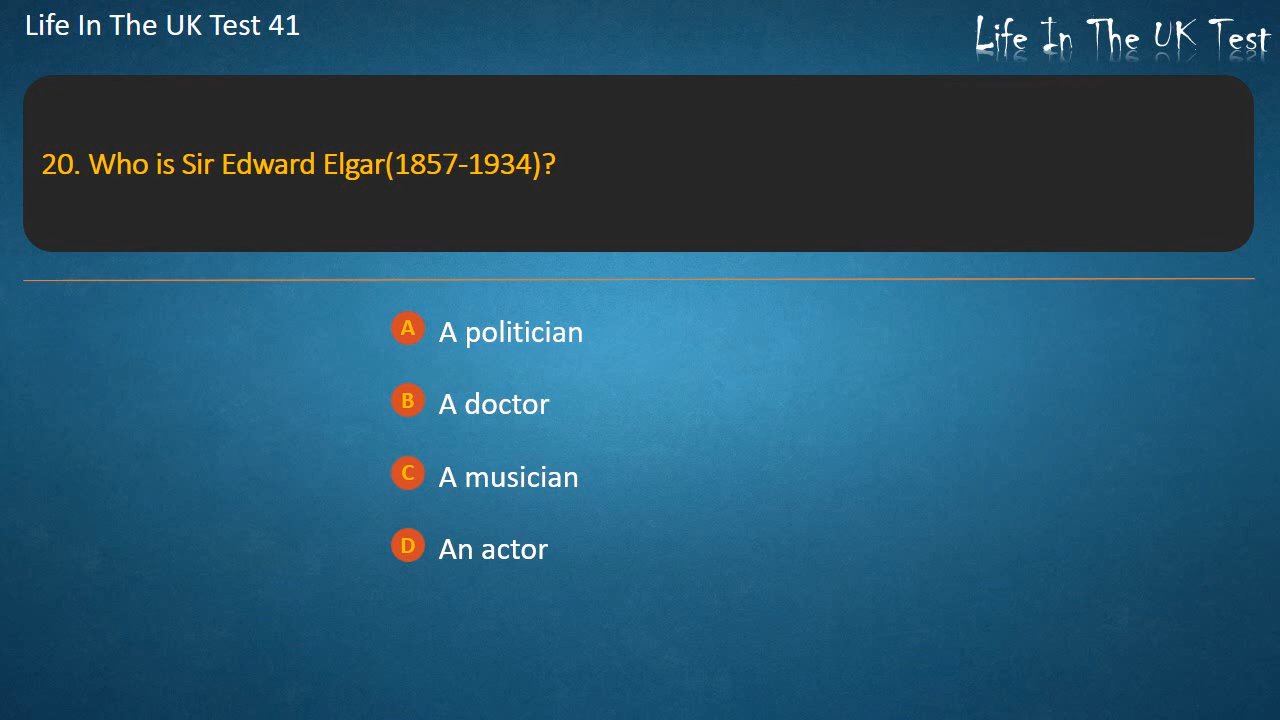 Life In The UK Test 41
Life In The UK Test
20. Who is Sir Edward Elgar(1857-1934)?
A A politician
B A doctor
C A musician
D An actor